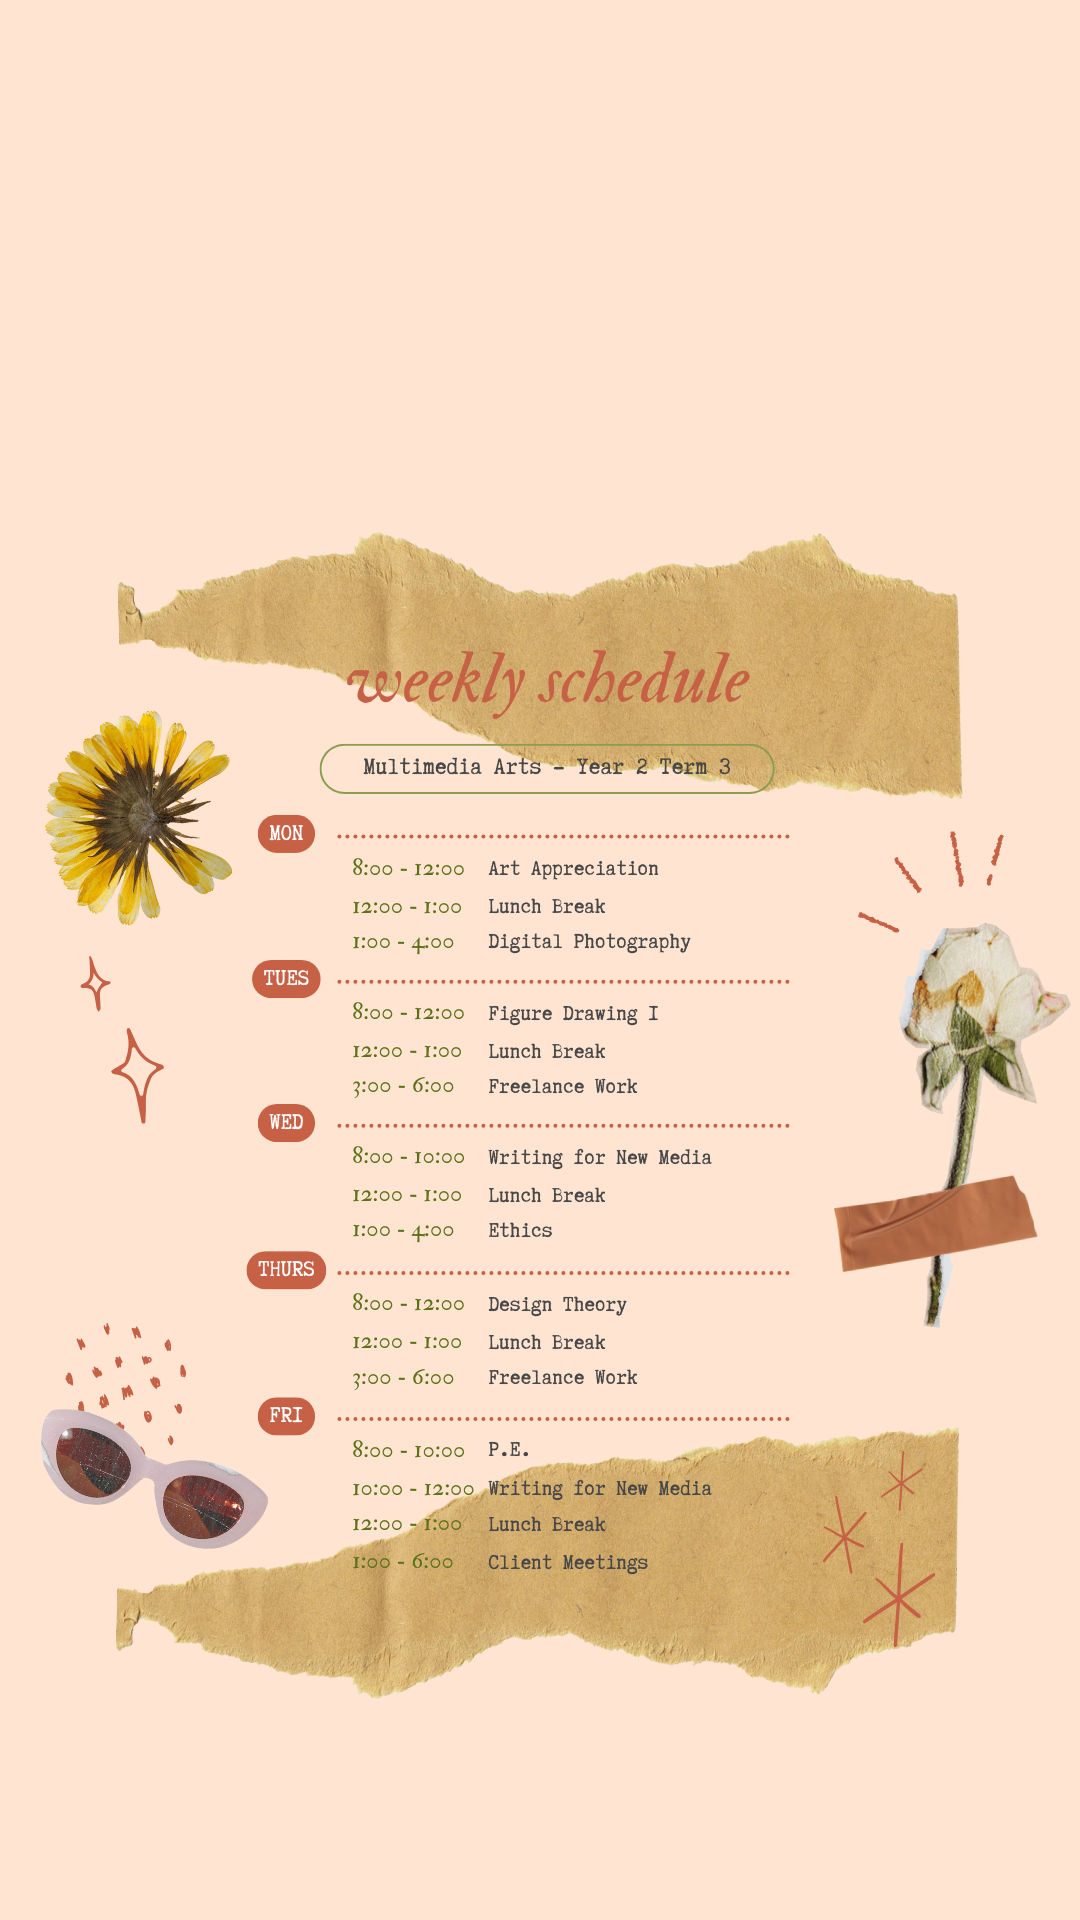 weekly schedule
Multimedia Arts - Year 2 Term 3
MON
8:00 - 12:00 Art Appreciation
12:00 - 1:00 Lunch Break
1:00 - 4:00 Digital Photography
TUES
8:00 - 12:00 Figure Drawing I
12:00 - 1:00 Lunch Break
3:00 - 6:00 Freelance Work
WED
8:00 - 10:00 Writing for New Media
12:00 - 1:00 Lunch Break
1:00 - 4:00 Ethics
THURS
8:00 - 12:00 Design Theory
12:00 - 1:00 Lunch Break
3:00 - 6:00 Freelance Work
FRI
8:00 - 10:00 P.E.
10:00 - 12:00 Writing for New Media
12:00 - 1:00 Lunch Break
1:00 - 6:00 Client Meetings